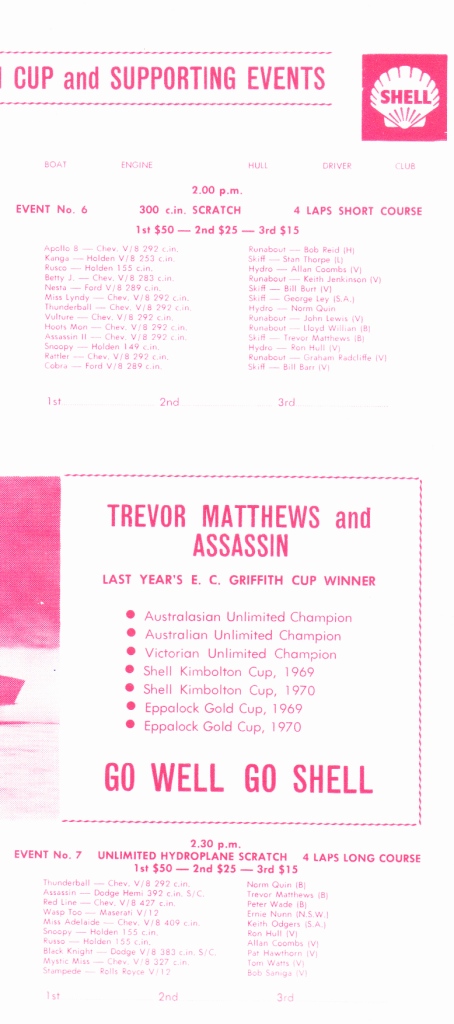 CUP and SUPPORTING EVENTS
SHELL
BOAT ENGINE HULL DRIVER CLUB
2.00 p.m.
EVENT No. 6 300 c.in. SCRATCH 4 LAPS SHORT COURSE
1st $50 — 2nd $25 — 3rd $15
Apollo 8 — Chev. V/8 292 c.in. Runabout — Bob Reid (H)
Kanga — Holden V/8 253 c.in. Skiff — Stan Thorpe (L)
Rusco — Holden 155 c.in. Hydro — Allan Coombs (V)
Betty J. — Chev. V/8 283 c.in. Runabout — Keith Jenkinson (V)
Nesta — Ford V/8 289 c.in. Skiff — Bill Burt (V)
Miss Lyndy — Chev. V/8 292 c.in. Skiff — George Ley (S.A.)
Thunderball — Chev. V/8 292 c.in. Hydro — Norm Quin
Vulture — Chev. V/8 292 c.in. Runabout — John Lewis (V)
Hoots Mon — Chev. V/8 292 c.in. Runabout — Lloyd Willian (B)
Assassin II — Chev. V/8 292 c.in. Skiff — Trevor Matthews (B)
Snoopy — Holden 149 c.in. Hydro — Ron Hull (V)
Rattler — Chev. V/8 292 c.in. Runabout — Graham Radcliffe (V)
Cobra — Ford V/8 289 c.in. Skiff — Bill Barr (V)
1st 2nd 3rd
TREVOR MATTHEWS and
ASSASSIN
LAST YEAR'S E. C. GRIFFITH CUP WINNER
● Australasian Unlimited Champion
● Australian Unlimited Champion
● Victorian Unlimited Champion
● Shell Kimbolton Cup, 1969
● Shell Kimbolton Cup, 1970
● Eppalock Gold Cup, 1969
● Eppalock Gold Cup, 1970
GO WELL GO SHELL
2.30 p.m.
EVENT No. 7 UNLIMITED HYDROPLANE SCRATCH 4 LAPS LONG COURSE
1st $50 — 2nd $25 — 3rd $15
Thunderball — Chev. V/8 292 c.in. Norm Quin (B)
Assassin — Dodge Hemi 392 c.in. S/C. Trevor Matthews (B)
Red Line — Chev. V/8 427 c.in. Peter Wade (B)
Wasp Too — Maserati V/12 Ernie Nunn (N.S.W.)
Miss Adelaide — Chev. V/8 409 c.in. Keith Odgers (S.A.)
Snoopy — Holden 155 c.in. Ron Hull (V)
Russo — Holden 155 c.in. Allan Coombs (V)
Black Knight — Dodge V/8 383 c.in. S/C. Pat Hawthorn (V)
Mystic Miss — Chev. V/8 327 c.in. Tom Watts (V)
Stampede — Rolls Royce V/12 Bob Saniga (V)
1st 2nd 3rd